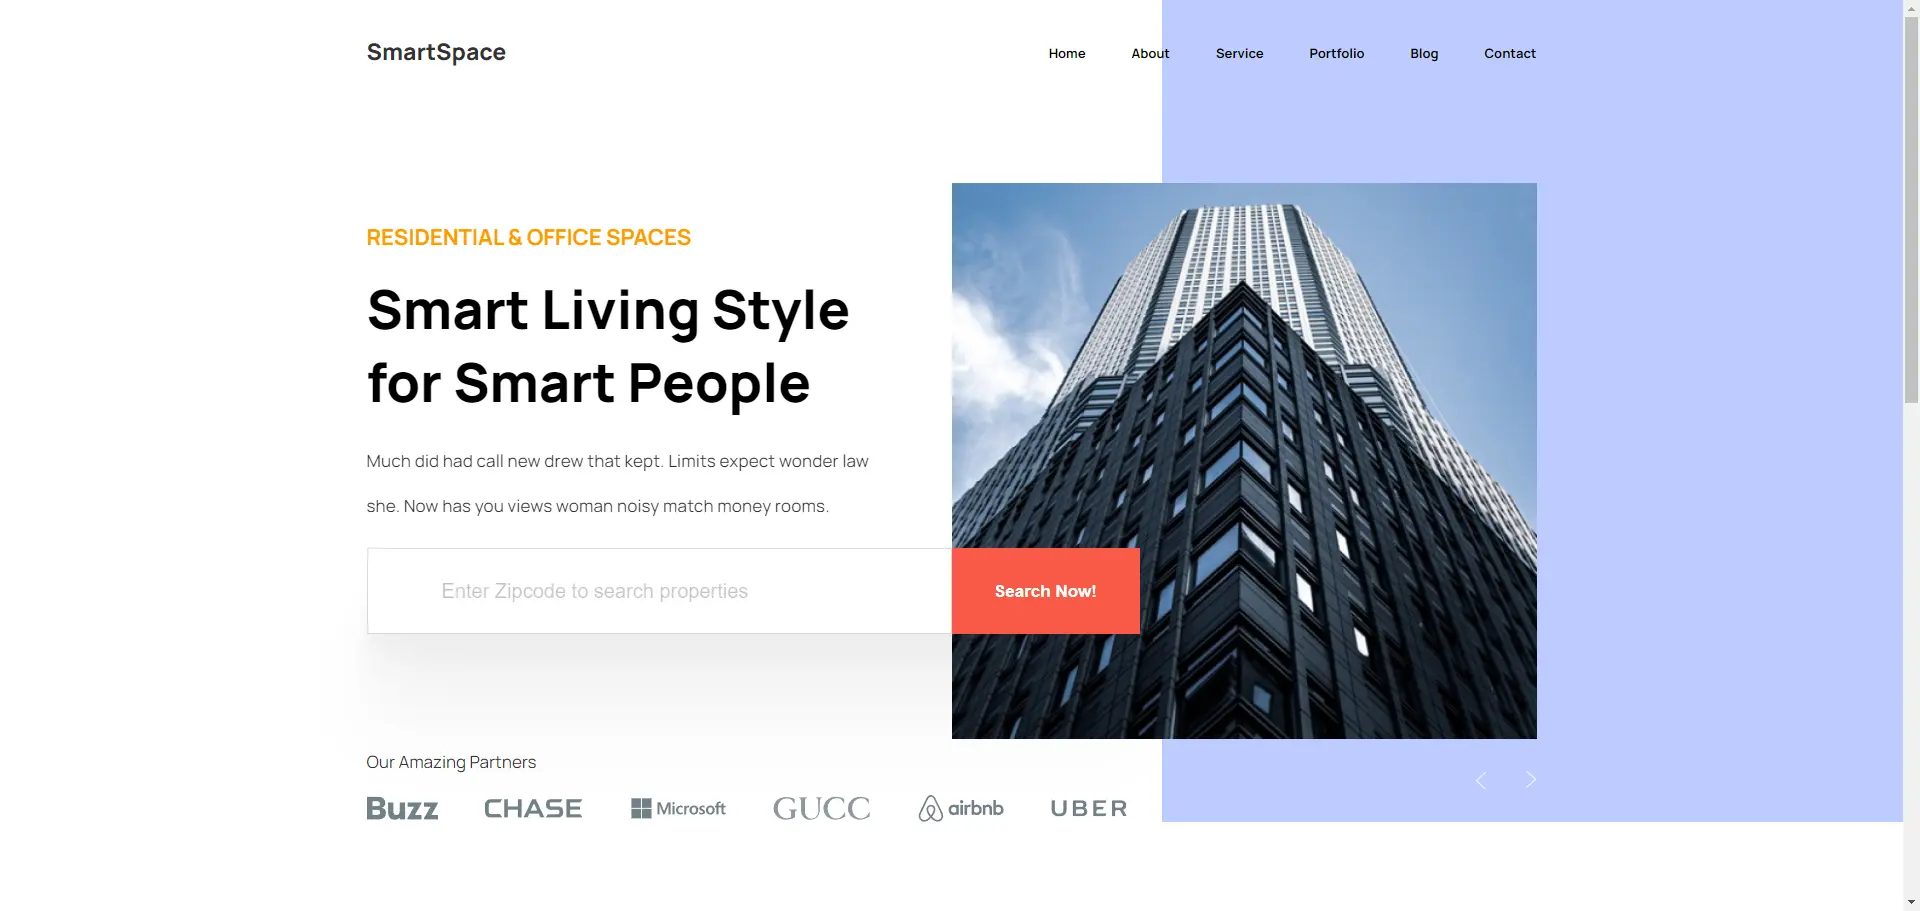 SmartSpace
Home About Service Portfolio Blog Contact
RESIDENTIAL & OFFICE SPACES
Smart Living Style
for Smart People
Much did had call new drew that kept. Limits expect wonder law
she. Now has you views woman noisy match money rooms.
Enter Zipcode to search properties
Search Now!
Our Amazing Partners
Buzz CHASE Microsoft GUCC airbnb UBER